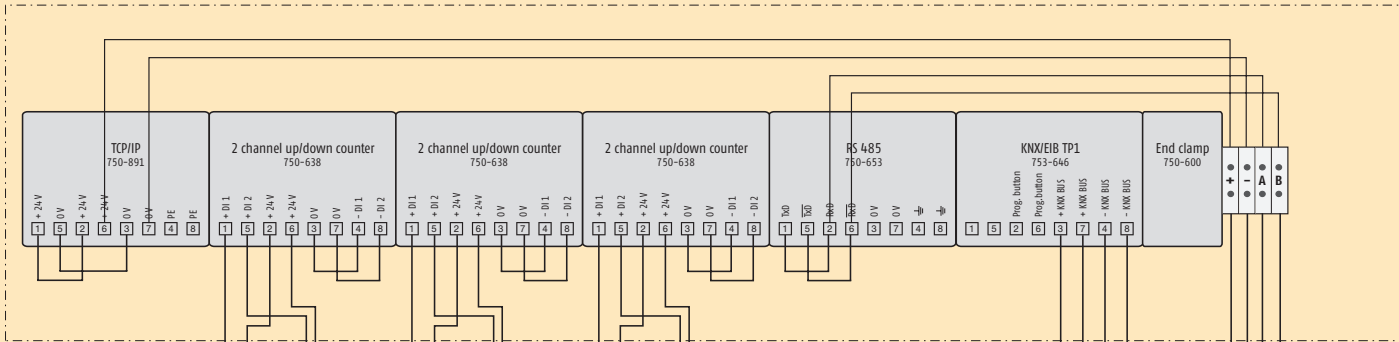 TCP/IP
750-891
2 channel up/down counter
750-638
2 channel up/down counter
750-638
2 channel up/down counter
750-638
RS 485
750-653
KNX/EIB TP1
753-646
End clamp
750-600
+ 24 V
0 V
+ 24 V
+ 24 V
0 V
0 V
PE
PE
+ DI 1
+ DI 2
+ 24 V
+ 24 V
0 V
0 V
- DI 1
- DI 2
+ DI 1
+ DI 2
+ 24 V
+ 24 V
0 V
0 V
- DI 1
- DI 2
+ DI 1
+ DI 2
+ 24 V
+ 24 V
0 V
0 V
- DI 1
- DI 2
TxD
TxD
RxD
RxD
0 V
0 V
Prog. button
Prog. button
+ KNX BUS
+ KNX BUS
- KNX BUS
- KNX BUS
+ - A B
1 5 2 6 3 7 4 8
1 5 2 6 3 7 4 8
1 5 2 6 3 7 4 8
1 5 2 6 3 7 4 8
1 5 2 6 3 7 4 8
1 5 2 6 3 7 4 8